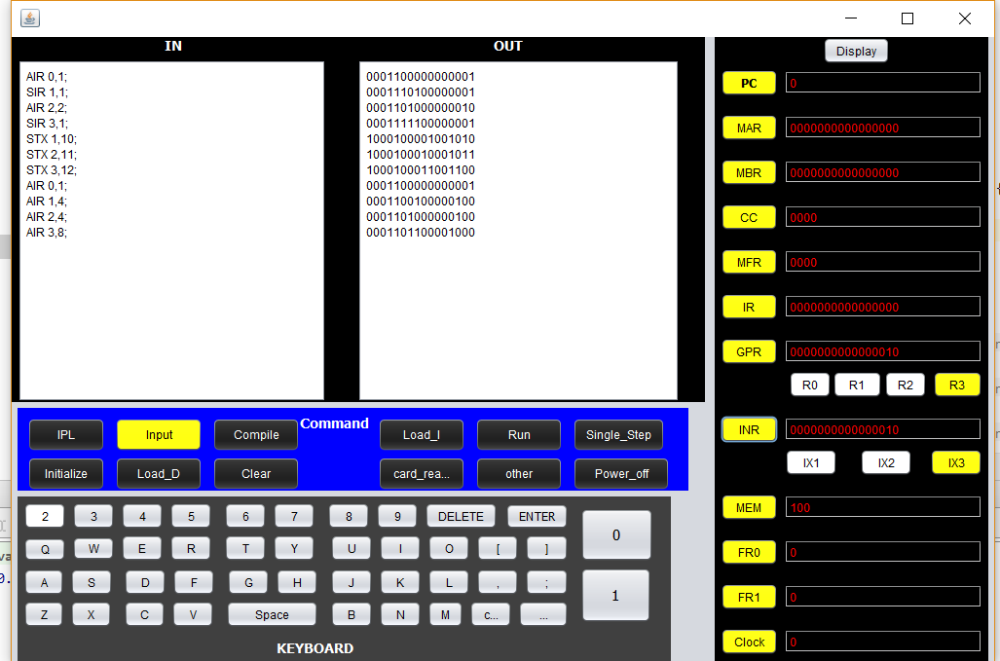 IN OUT
AIR 0,1;
SIR 1,1;
AIR 2,2;
SIR 3,1;
STX 1,10;
STX 2,11;
STX 3,12;
AIR 0,1;
AIR 1,4;
AIR 2,4;
AIR 3,8;
0001100000000001
0001110100000001
0001101000000010
0001111100000001
1000100001001010
1000100010001011
1000100011001100
0001100000000001
0001100100000100
0001101000000100
0001101100001000
Display
PC 0
MAR 0000000000000000
MBR 0000000000000000
CC 0000
MFR 0000
IR 0000000000000000
GPR 0000000000000010
R0 R1 R2 R3
INR 0000000000000010
IX1 IX2 IX3
MEM 100
FR0 0
FR1 0
Clock 0
Command
IPL Input Compile Load_I Run Single_Step
Initialize Load_D Clear card_rea... other Power_off
2 3 4 5 6 7 8 9 DELETE ENTER
Q W E R T Y U I O [ ]
A S D F G H J K L , ;
Z X C V Space B N M c... ...
0
1
KEYBOARD